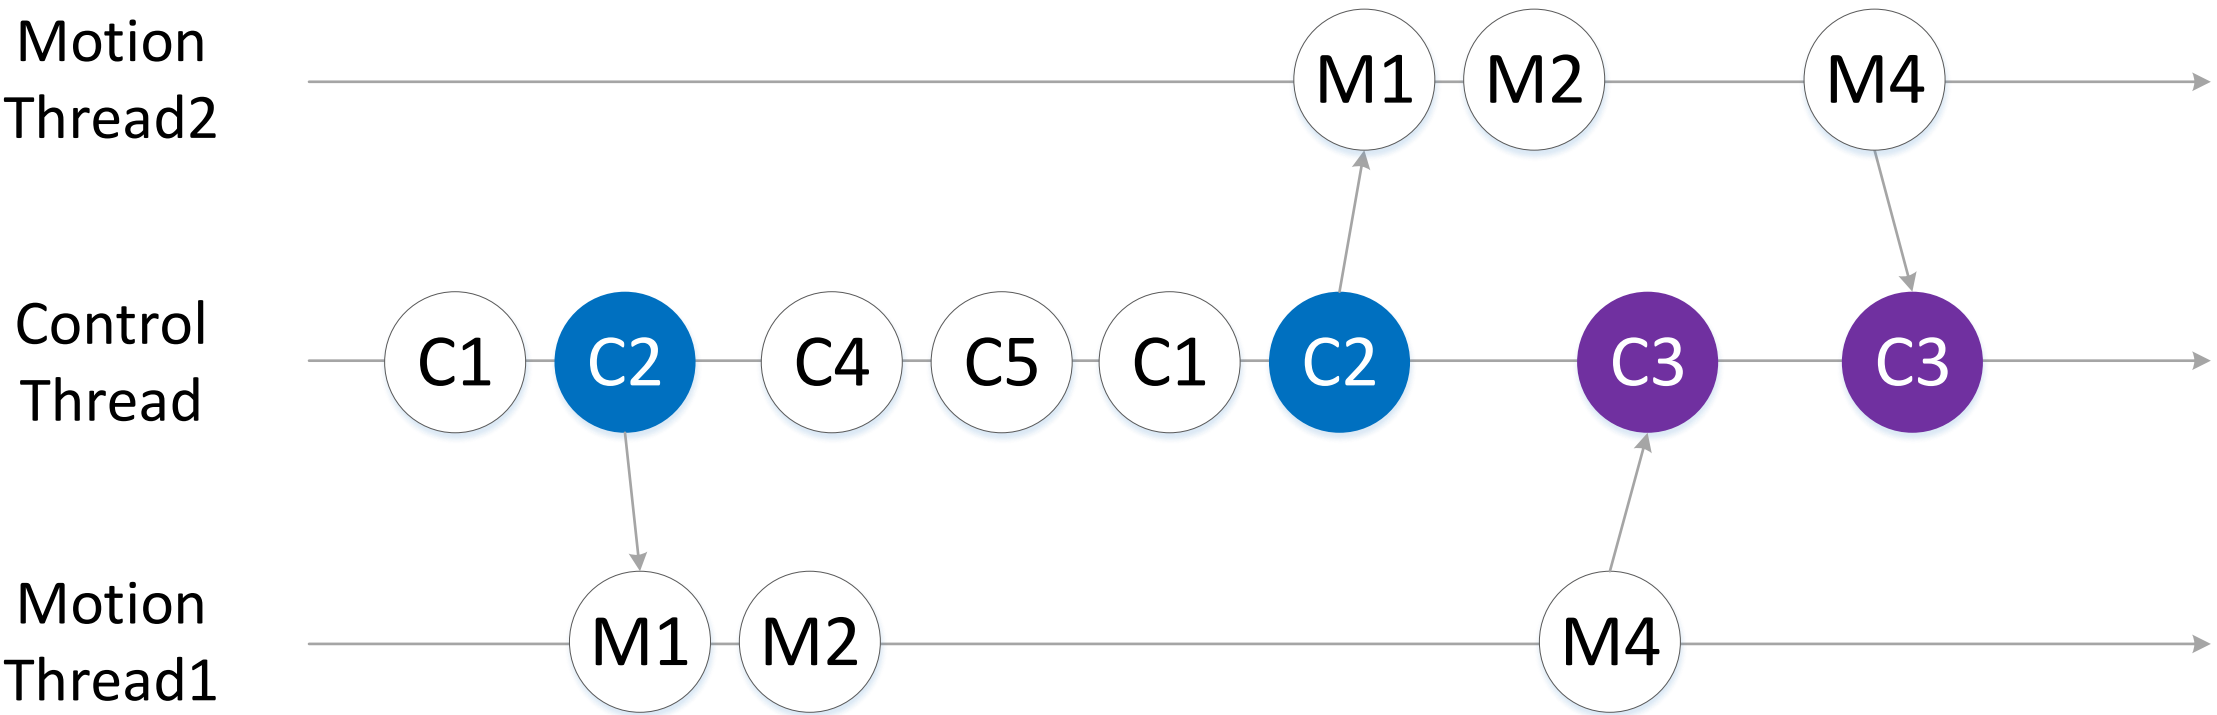 Motion
Thread2
M1 M2 M4
Control
Thread
C1 C2 C4 C5 C1 C2 C3 C3
Motion
Thread1
M1 M2 M4